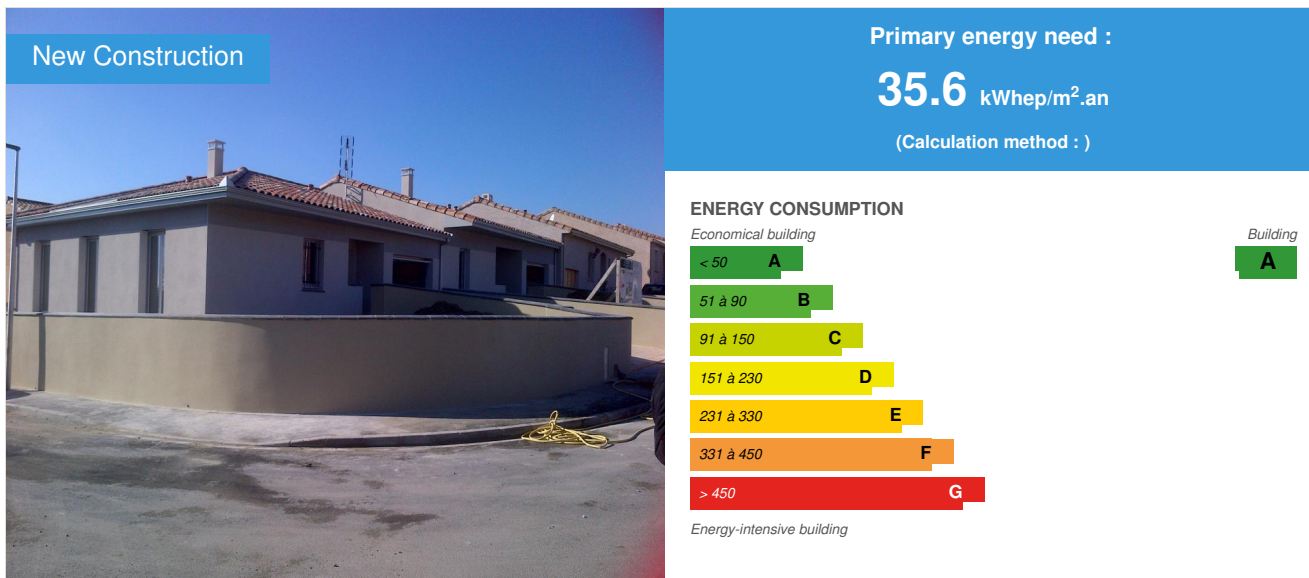 New Construction
Primary energy need :
35.6 kWhep/m².an
(Calculation method : )
ENERGY CONSUMPTION
Economical building
Building
< 50 A
A
51 à 90 B
91 à 150 C
151 à 230 D
231 à 330 E
331 à 450 F
> 450 G
Energy-intensive building